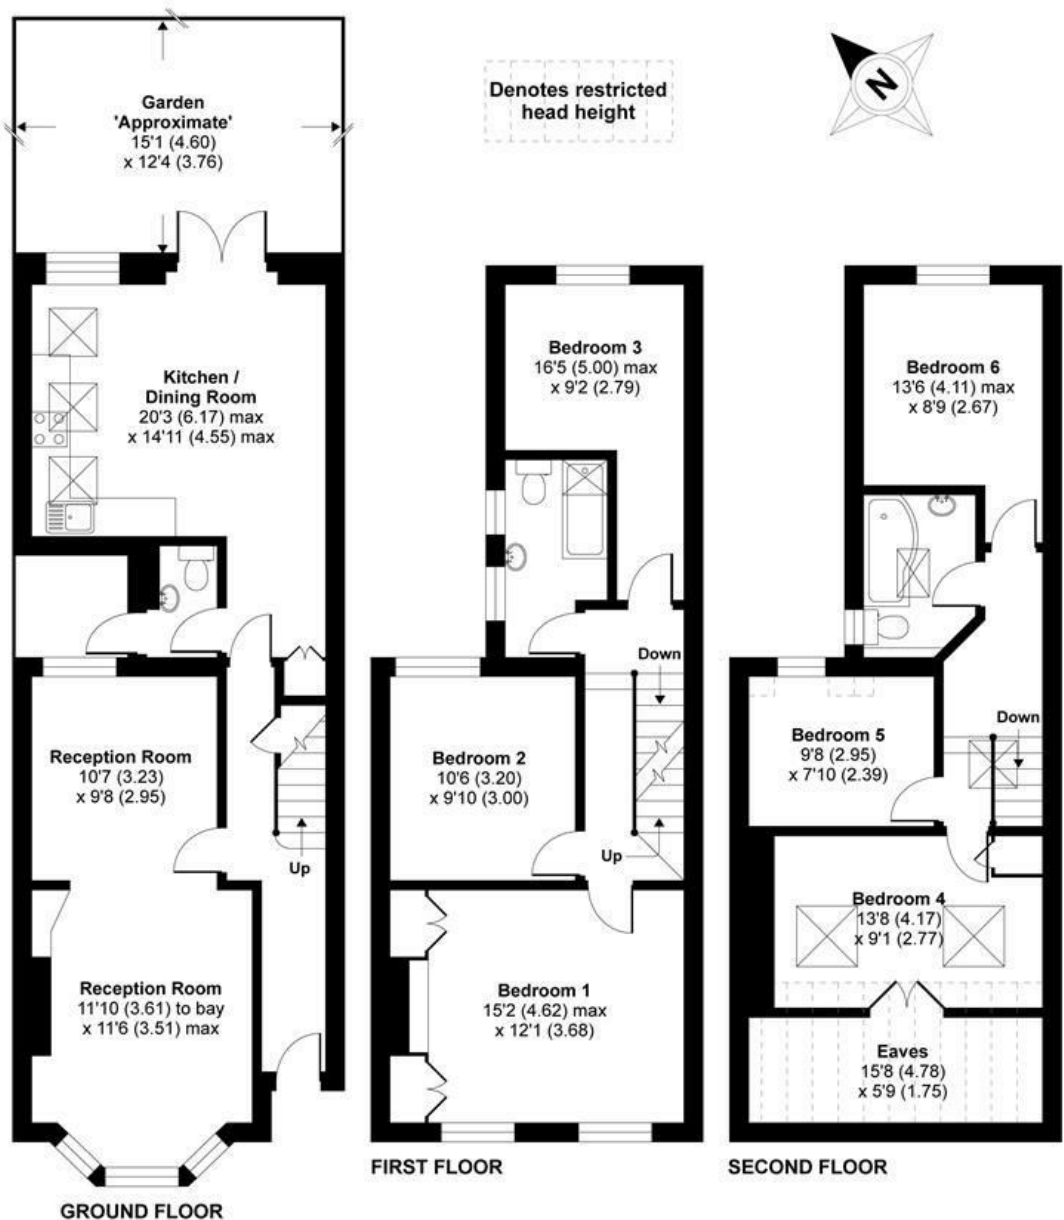 Garden
'Approximate'
15'1 (4.60)
x 12'4 (3.76)
Denotes restricted
head height
N
Kitchen /
Dining Room
20'3 (6.17) max
x 14'11 (4.55) max
Reception Room
10'7 (3.23)
x 9'8 (2.95)
Up
Reception Room
11'10 (3.61) to bay
x 11'6 (3.51) max
GROUND FLOOR
Bedroom 3
16'5 (5.00) max
x 9'2 (2.79)
Down
Bedroom 2
10'6 (3.20)
x 9'10 (3.00)
Up
Bedroom 1
15'2 (4.62) max
x 12'1 (3.68)
FIRST FLOOR
Bedroom 6
13'6 (4.11) max
x 8'9 (2.67)
Down
Bedroom 5
9'8 (2.95)
x 7'10 (2.39)
Bedroom 4
13'8 (4.17)
x 9'1 (2.77)
Eaves
15'8 (4.78)
x 5'9 (1.75)
SECOND FLOOR